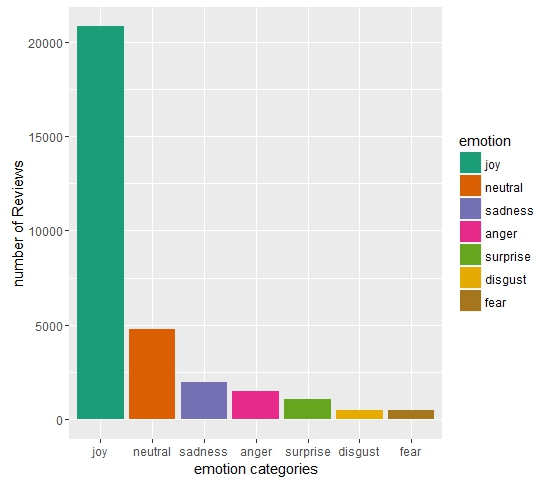 number of Reviews
20000
15000
10000
5000
0
joy neutral sadness anger surprise disgust fear
emotion categories
emotion
joy
neutral
sadness
anger
surprise
disgust
fear